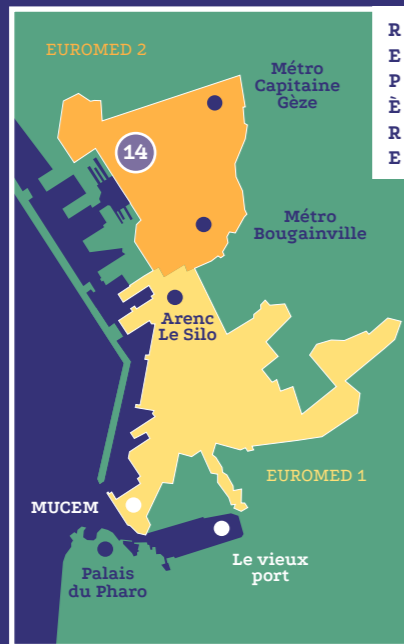 R
E
P
È
R
E
EUROMED 2
Métro
Capitaine
Gèze
14
Métro
Bougainville
Arenc
Le Silo
EUROMED 1
MUCEM
Le vieux
port
Palais
du Pharo